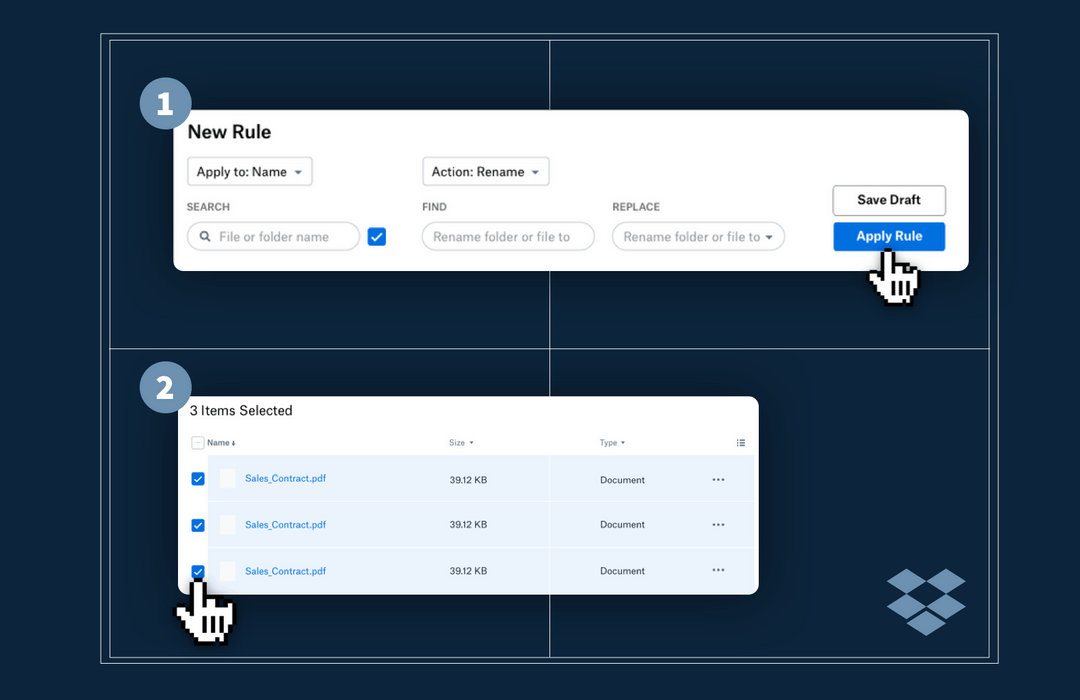 1
New Rule
Apply to: Name
Action: Rename
SEARCH
FIND
REPLACE
Save Draft
File or folder name
Rename folder or file to
Rename folder or file to
Apply Rule
2
3 Items Selected
Name
Size
Type
Sales_Contract.pdf
39.12 KB
Document
Sales_Contract.pdf
39.12 KB
Document
Sales_Contract.pdf
39.12 KB
Document